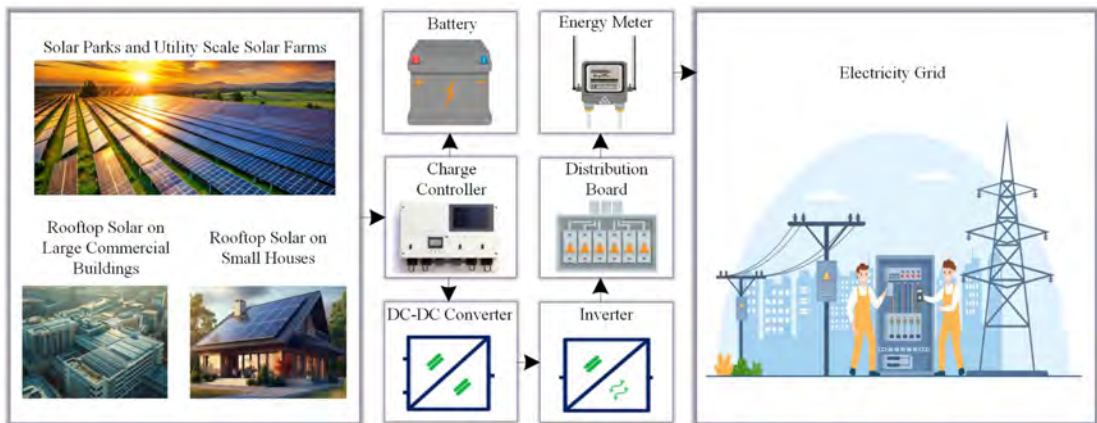 Solar Parks and Utility Scale Solar Farms
Rooftop Solar on
Large Commercial
Buildings
Rooftop Solar on
Small Houses
Battery
Charge
Controller
DC-DC Converter
Energy Meter
Distribution
Board
Inverter
Electricity Grid